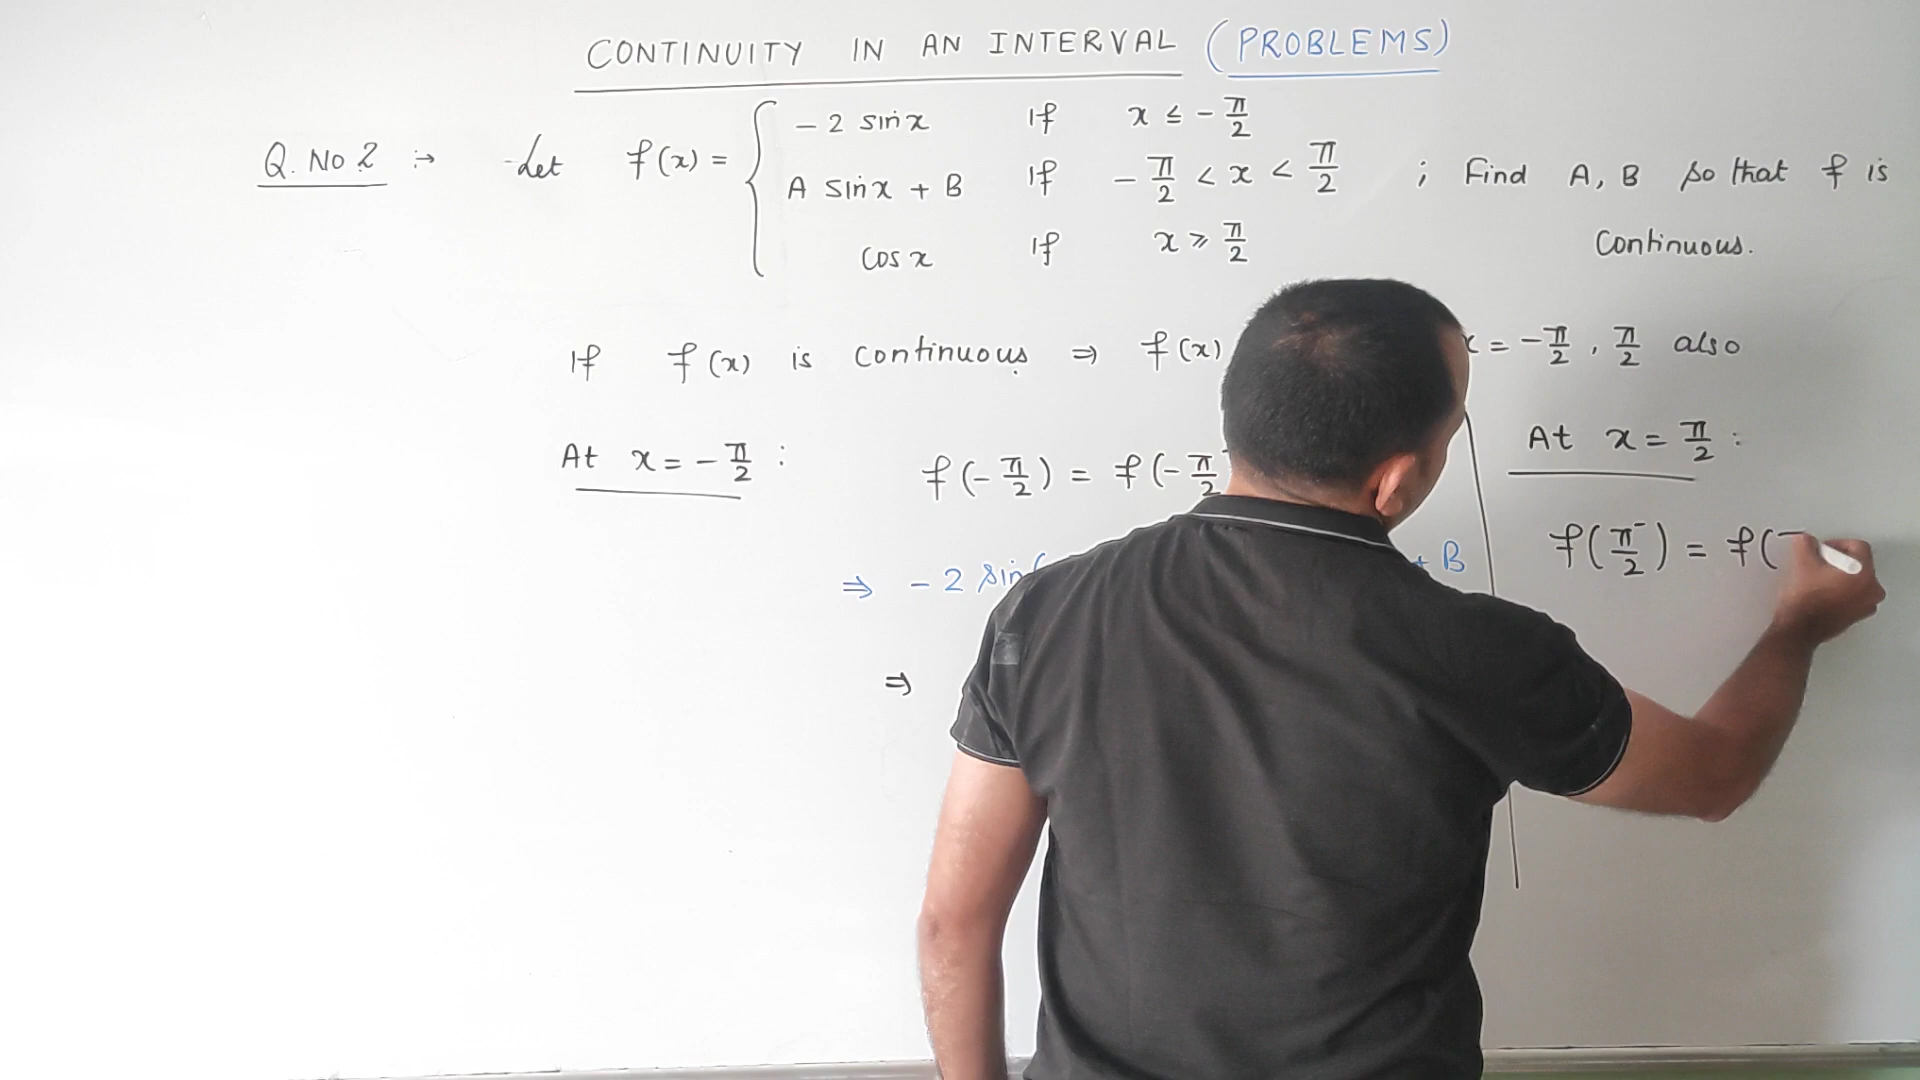 CONTINUITY IN AN INTERVAL (PROBLEMS)
Q. No 2 :→ Let f(x) = { -2 sin x If x ≤ -π/2
A sin x + B If -π/2 < x < π/2 ; Find A, B so that f is
cos x If x ≥ π/2 Continuous.
If f(x) is continuous ⇒ f(x) x = -π/2 , π/2 also
At x = -π/2 : f(-π/2) = f(-π/2
⇒ -2 sin( + B
⇒
At x = π/2 :
f(π⁻/2) = f(